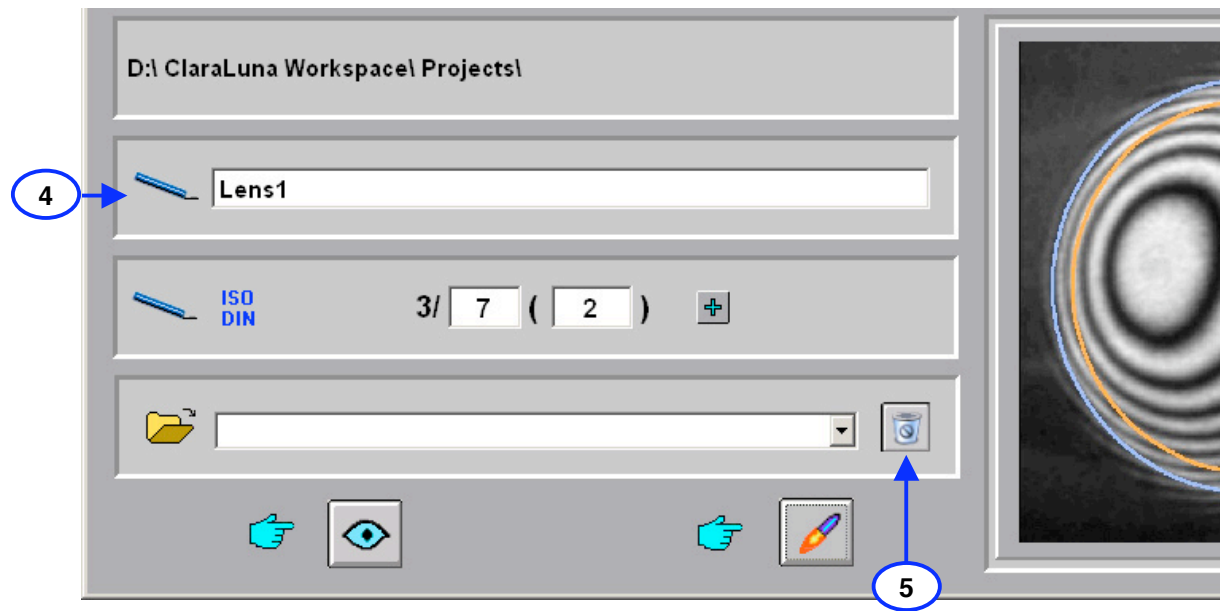 D:\ ClaraLuna Workspace\ Projects\
4
Lens1
ISO
DIN
3/ 7 ( 2 )
5